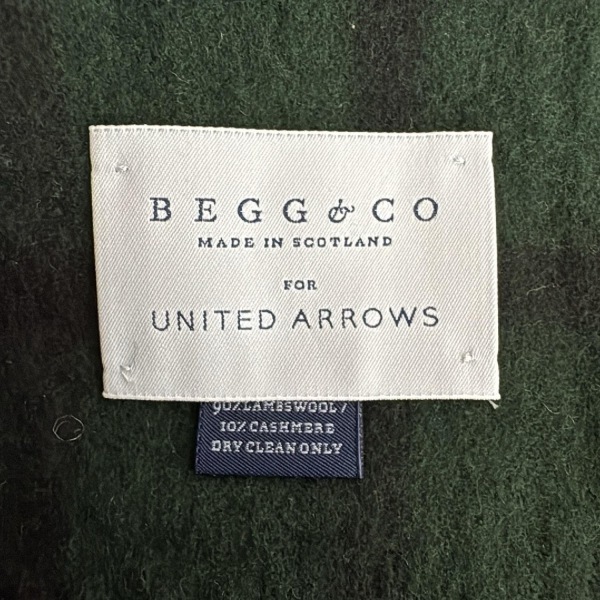 BEGG & CO
MADE IN SCOTLAND
FOR
UNITED ARROWS
90% LAMBSWOOL /
10% CASHMERE
DRY CLEAN ONLY